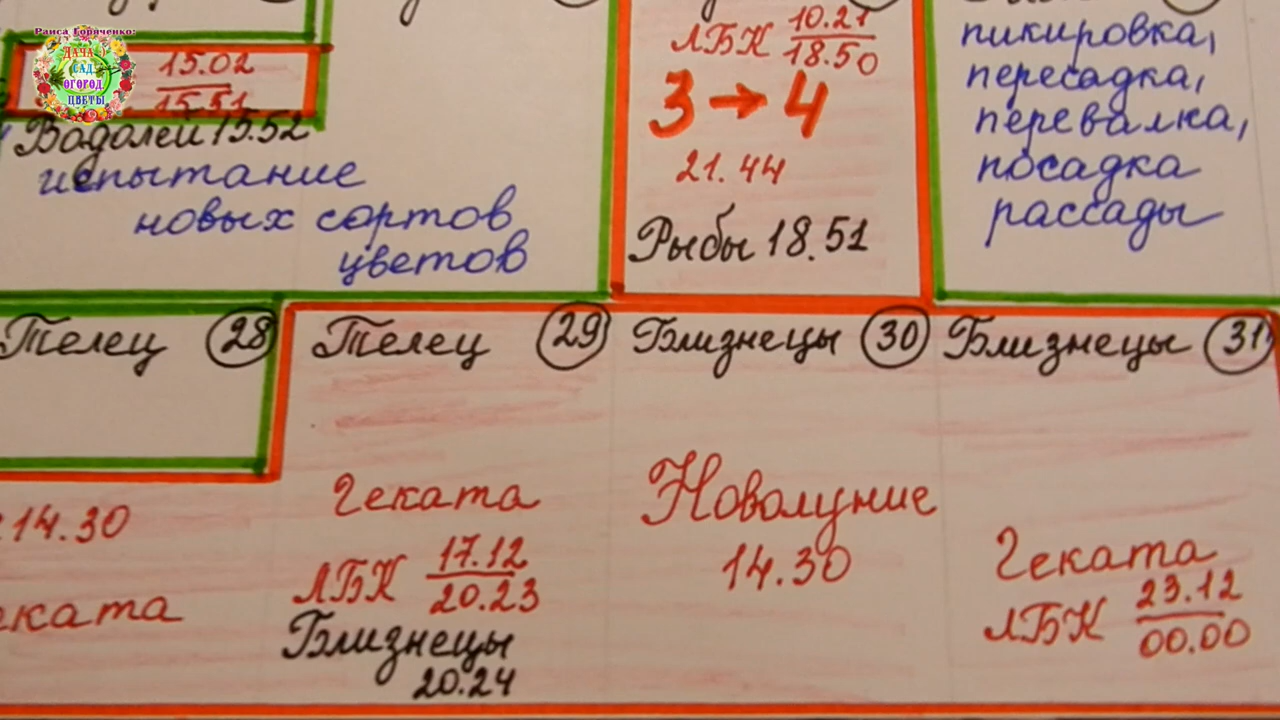 Раиса Горяченко:
ДАЧА
САД
ОГОРОД
ЦВЕТЫ
15.02
15.51
Водолей 15.52
испытание
новых сортов
цветов
ЛБК 10.21
18.50
3 → 4
21.44
Рыбы 18.51
пикировка,
пересадка,
перевалка,
посадка
рассады
Телец 28
14.30
Телец 29
Геката
ЛБК 17.12
20.23
Близнецы
20.24
Близнецы 30
Новолуние
14.30
Близнецы 31
Геката
ЛБК 23.12
00.00